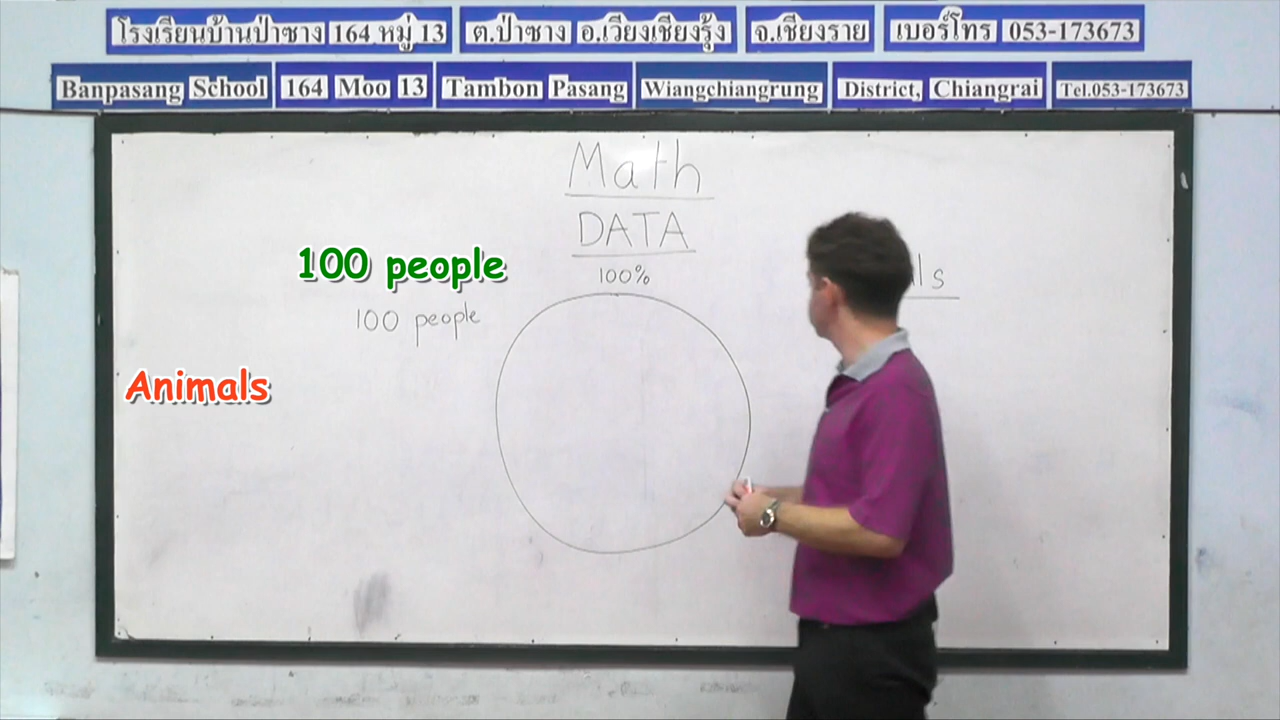 โรงเรียนบ้านป่าซาง 164 หมู่ 13 ต.ป่าซาง อ.เวียงเชียงรุ้ง จ.เชียงราย เบอร์โทร 053-173673
Banpasang School 164 Moo 13 Tambon Pasang Wiangchiangrung District, Chiangrai Tel.053-173673
Math
DATA
100%
100 people
100 people
Animals